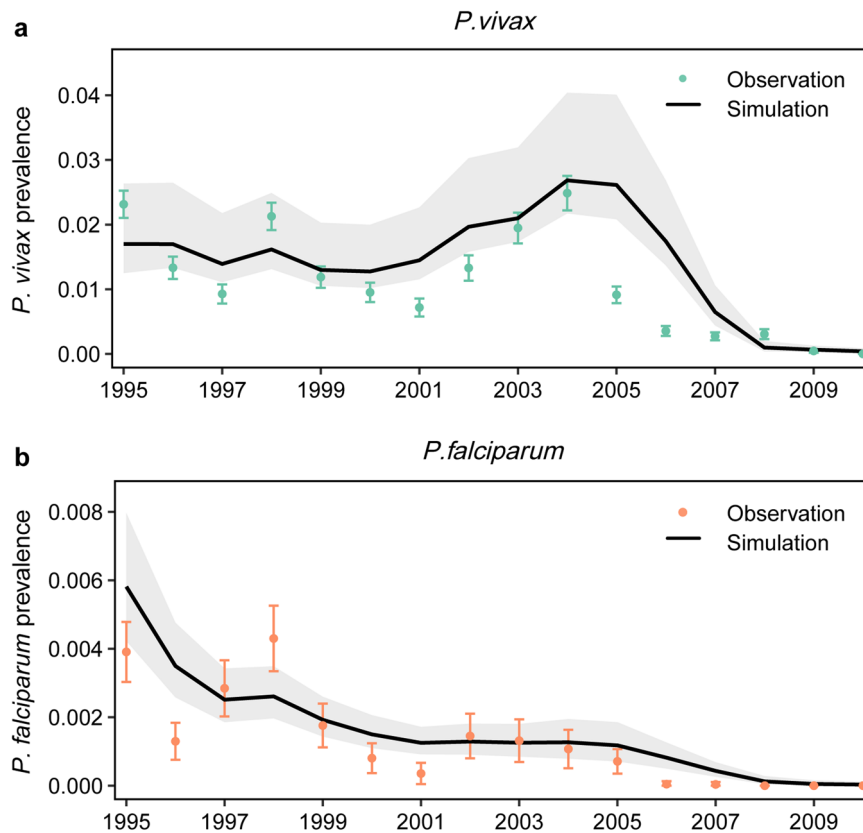 a
P.vivax
P. vivax prevalence
0.04
0.03
0.02
0.01
0.00
Observation
Simulation
1995 1997 1999 2001 2003 2005 2007 2009
b
P.falciparum
P. falciparum prevalence
0.008
0.006
0.004
0.002
0.000
Observation
Simulation
1995 1997 1999 2001 2003 2005 2007 2009